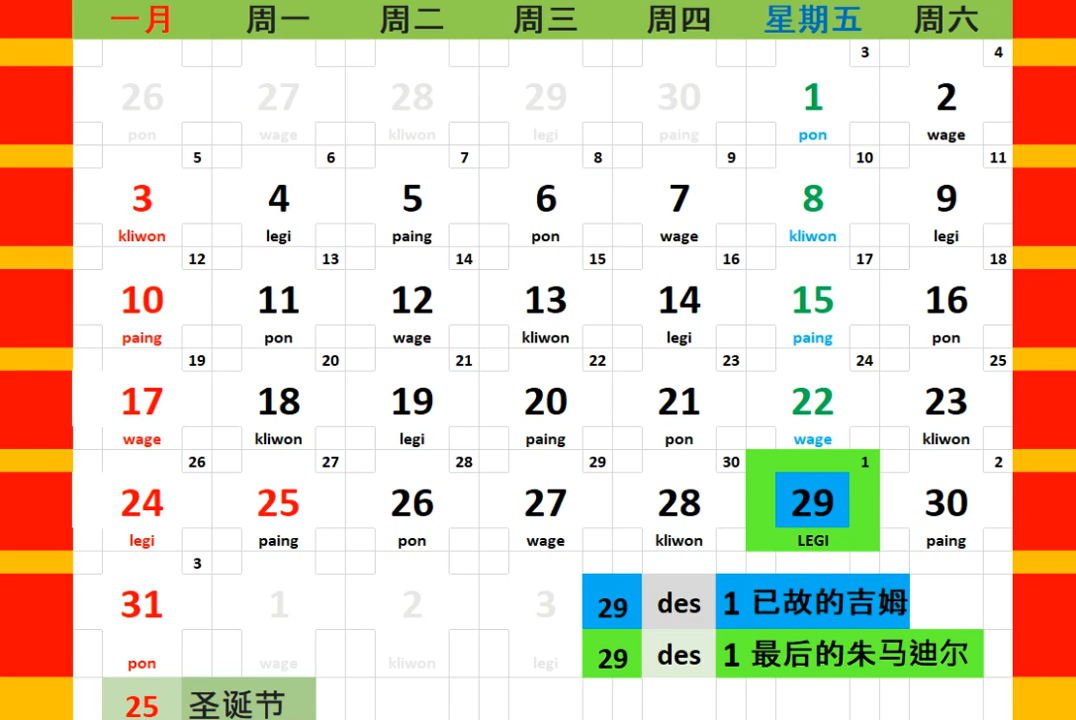 一月 周一 周二 周三 周四 星期五 周六
3 4
26 27 28 29 30 1 2
pon wage kliwon legi paing pon wage
5 6 7 8 9 10 11
3 4 5 6 7 8 9
kliwon legi paing pon wage kliwon legi
12 13 14 15 16 17 18
10 11 12 13 14 15 16
paing pon wage kliwon legi paing pon
19 20 21 22 23 24 25
17 18 19 20 21 22 23
wage kliwon legi paing pon wage kliwon
26 27 28 29 30 1 2
24 25 26 27 28 29 30
legi paing pon wage kliwon LEGI paing
3
31 1 2 3 29 des 1 已故的吉姆
29 des 1 最后的朱马迪尔
pon wage kliwon legi
25 圣诞节